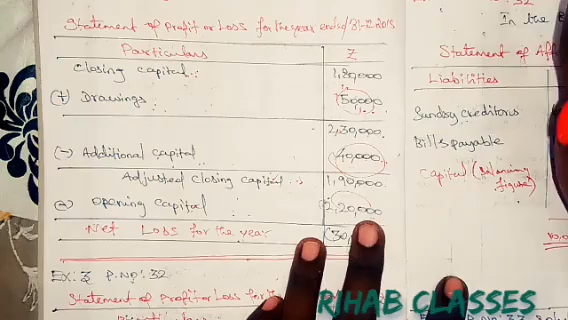 Statement of Profit or Loss for the year ended 31-12-2015
Particulars ₹
Closing capital : 1,80,000
(+) Drawings 50,000
2,30,000
(-) Additional capital 40,000
Adjusted closing capital 1,90,000
(-) Opening capital 2,20,000
Net Loss for the year (30,
Ex: 3 P.No: 32
Statement of profit or Loss for
In the B
Statement of Aff
Liabilities
Sundry creditors
Bills payable
Capital (Balancing
figure)
RIHAB CLASSES